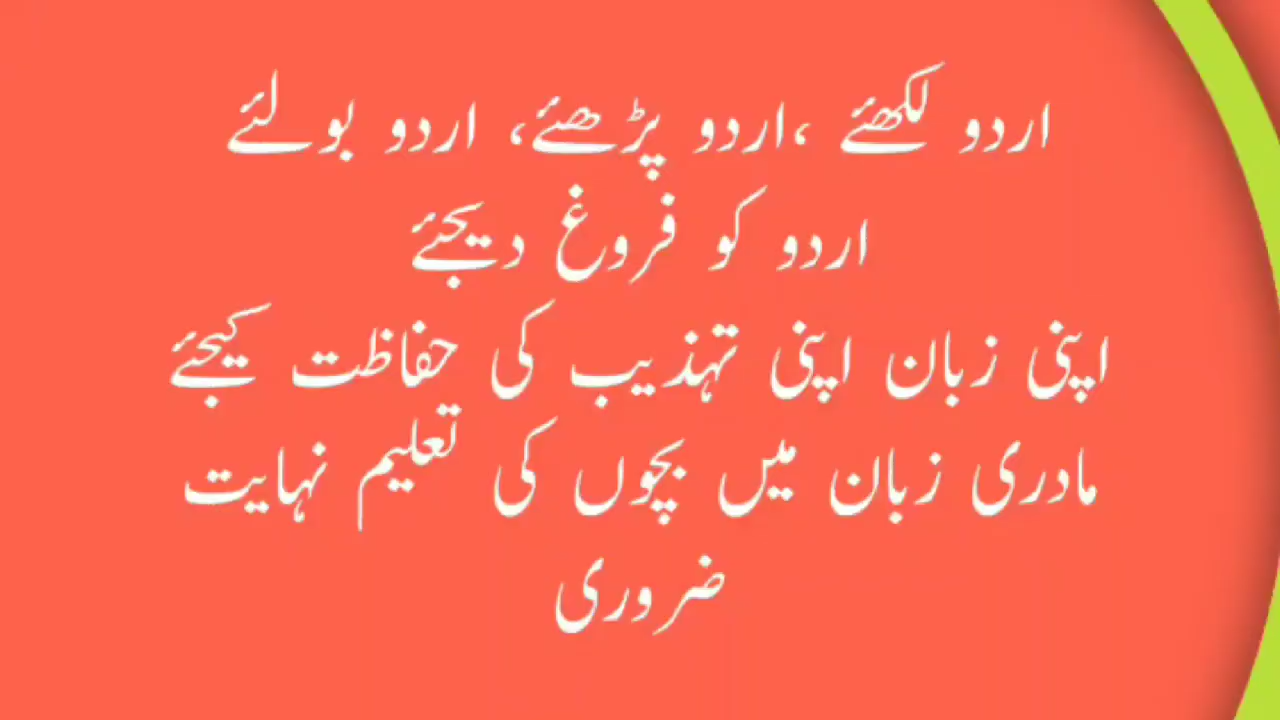 اردو لکھئے ،اردو پڑھئے، اردو بولئے
اردو کو فروغ دیجئے
اپنی زبان اپنی تہذیب کی حفاظت کیجئے
مادری زبان میں بچوں کی تعلیم نہایت
ضروری